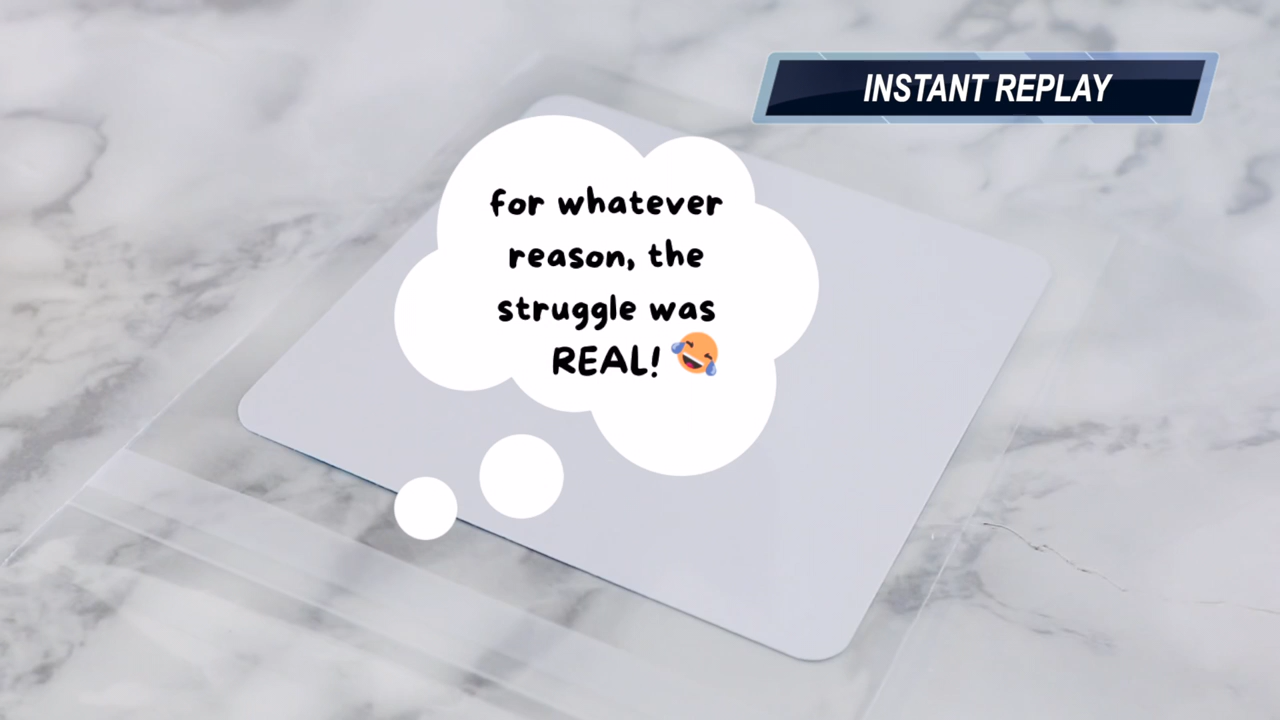 INSTANT REPLAY
for whatever
reason, the
struggle was
REAL! 😂